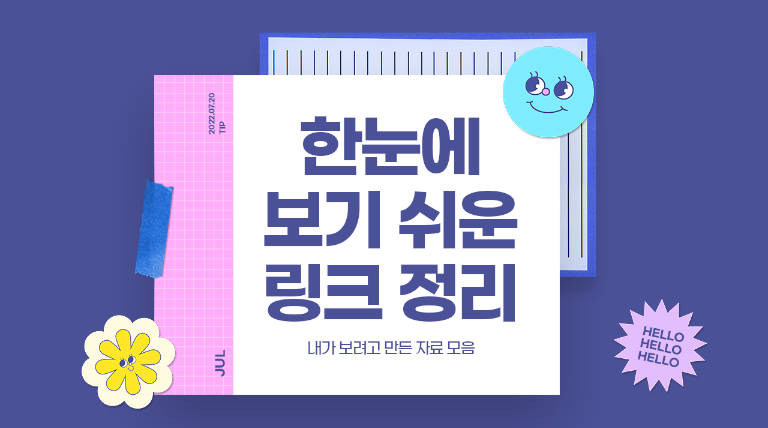 2022.07.20
TIP
한눈에
보기 쉬운
링크 정리
내가 보려고 만든 자료 모음
JUL
HELLO
HELLO
HELLO